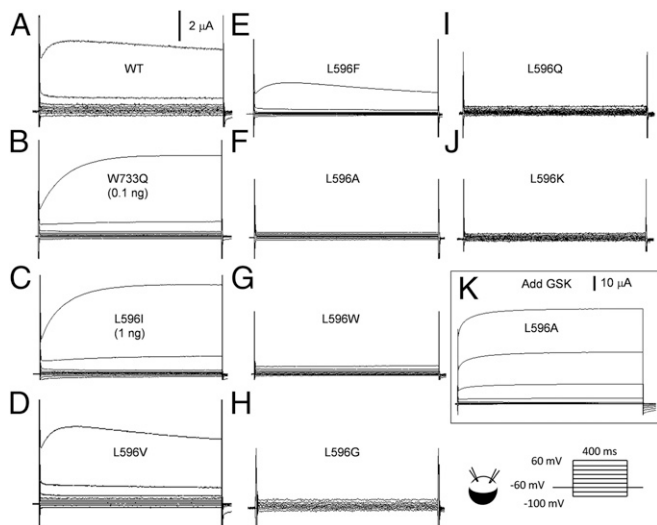 A
2 µA
WT
B
W733Q
(0.1 ng)
C
L596I
(1 ng)
D
L596V
E
L596F
F
L596A
G
L596W
H
L596G
I
L596Q
J
L596K
K
Add GSK
10 µA
L596A
400 ms
60 mV
-60 mV
-100 mV